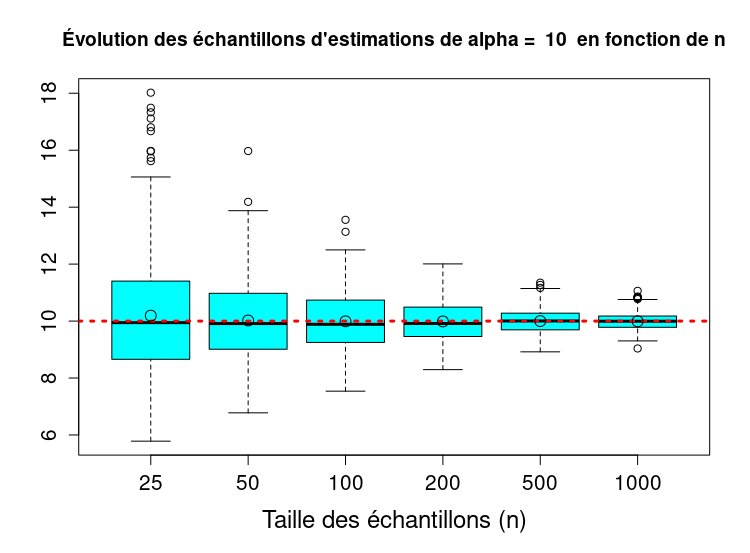 Évolution des échantillons d'estimations de alpha =  10  en fonction de n
18
16
14
12
10
8
6
25 50 100 200 500 1000
Taille des échantillons (n)